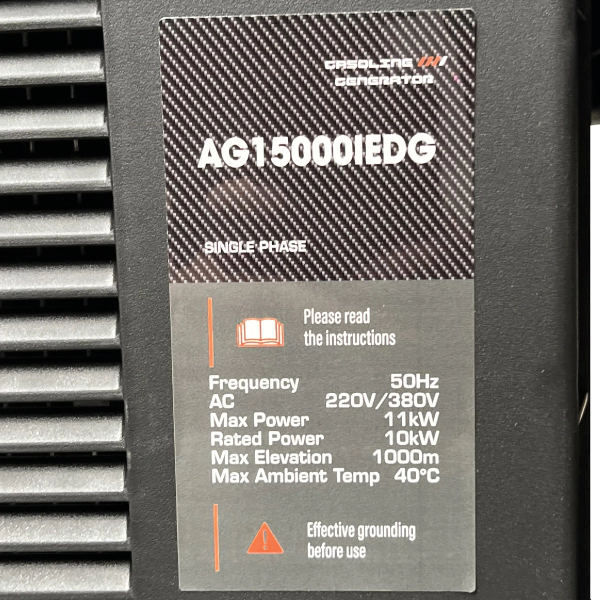 GASOLINE
GENERATOR
AG15000IEDG
SINGLE PHASE
Please read
the instructions
Frequency 50Hz
AC 220V/380V
Max Power 11kW
Rated Power 10kW
Max Elevation 1000m
Max Ambient Temp 40°C
Effective grounding
before use